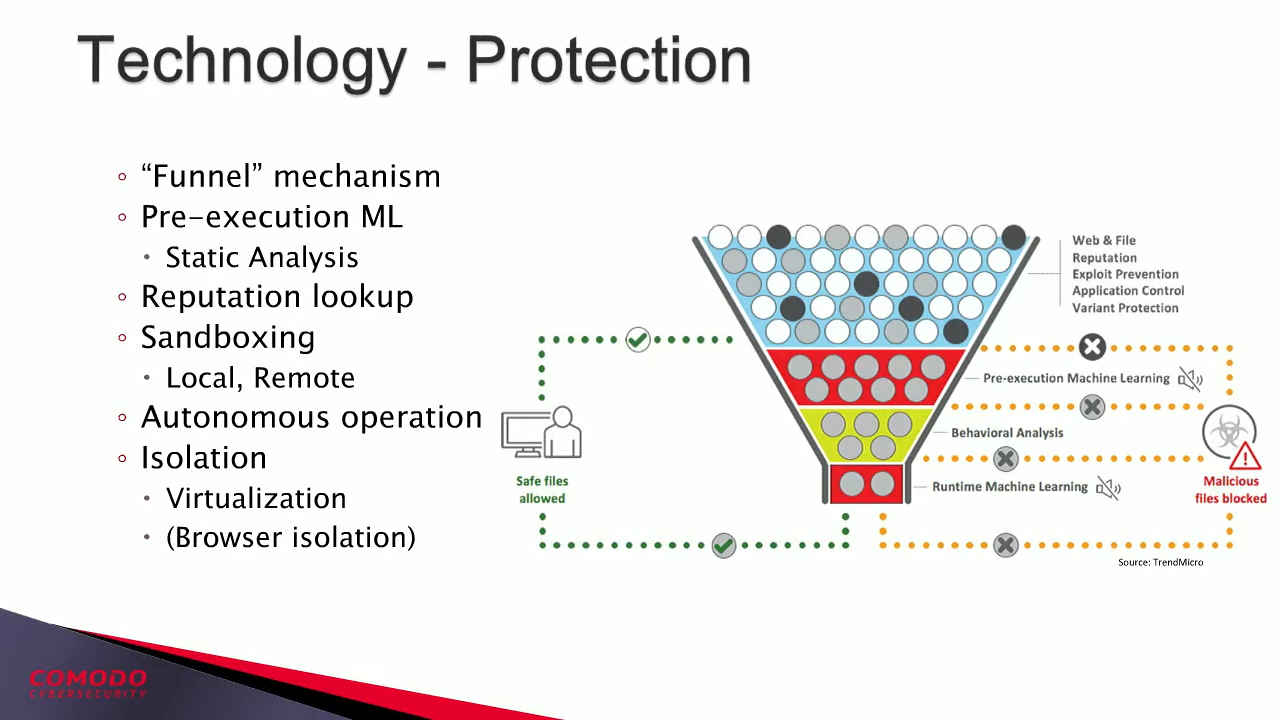 Technology - Protection
“Funnel” mechanism
Pre-execution ML
Static Analysis
Reputation lookup
Sandboxing
Local, Remote
Autonomous operation
Isolation
Virtualization
(Browser isolation)
Web & File
Reputation
Exploit Prevention
Application Control
Variant Protection
Pre-execution Machine Learning
Behavioral Analysis
Runtime Machine Learning
Safe files
allowed
Malicious
files blocked
Source: TrendMicro
COMODO
CYBERSECURITY